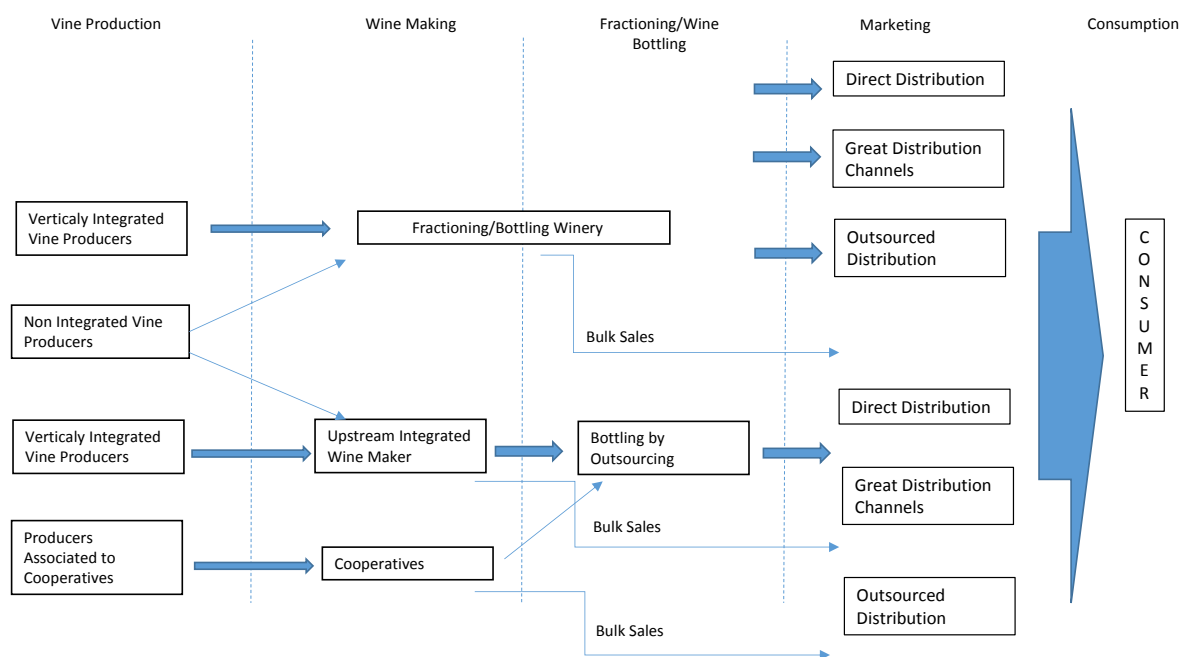 Vine Production
Wine Making
Fractioning/Wine
Bottling
Marketing
Consumption
Direct Distribution
Great Distribution
Channels
Verticaly Integrated
Vine Producers
Fractioning/Bottling Winery
Outsourced
Distribution
C
O
N
S
U
M
E
R
Non Integrated Vine
Producers
Bulk Sales
Direct Distribution
Verticaly Integrated
Vine Producers
Upstream Integrated
Wine Maker
Bottling by
Outsourcing
Great Distribution
Channels
Bulk Sales
Producers
Associated to
Cooperatives
Cooperatives
Outsourced
Distribution
Bulk Sales